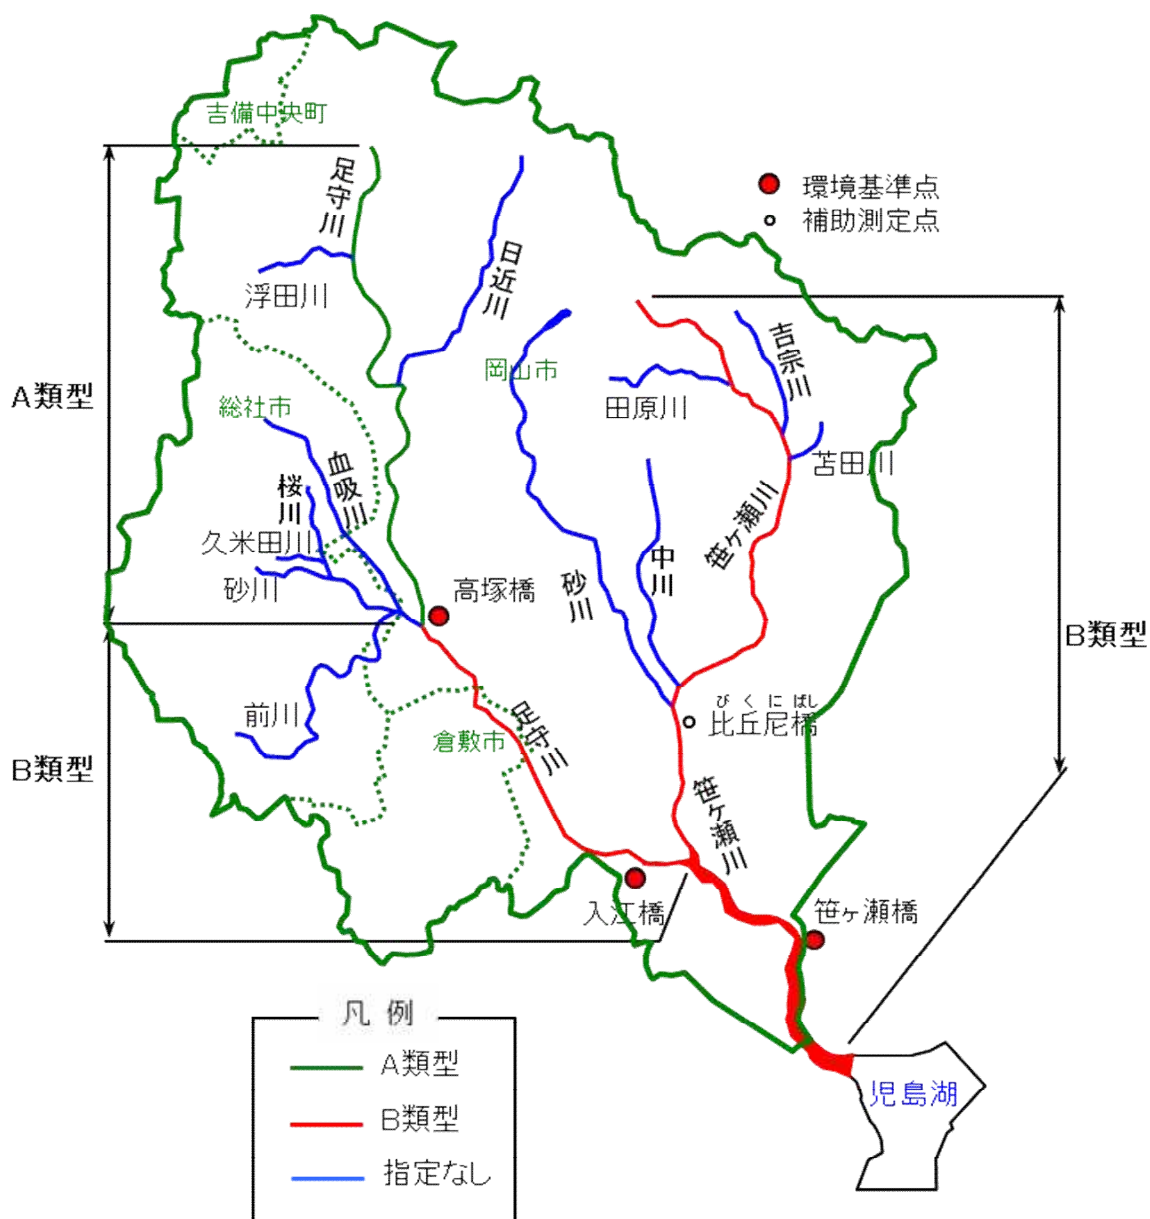 吉備中央町
足守川
環境基準点
補助測定点
日近川
浮田川
吉宗川
岡山市
A類型
総社市
田原川
血吸川
苫田川
桜川
笹ヶ瀬川
久米田川
中川
砂川
砂川
高塚橋
B類型
びくにばし
比丘尼橋
前川
足守川
倉敷市
B類型
笹ヶ瀬川
入江橋
笹ヶ瀬橋
凡例
A類型
B類型
指定なし
児島湖